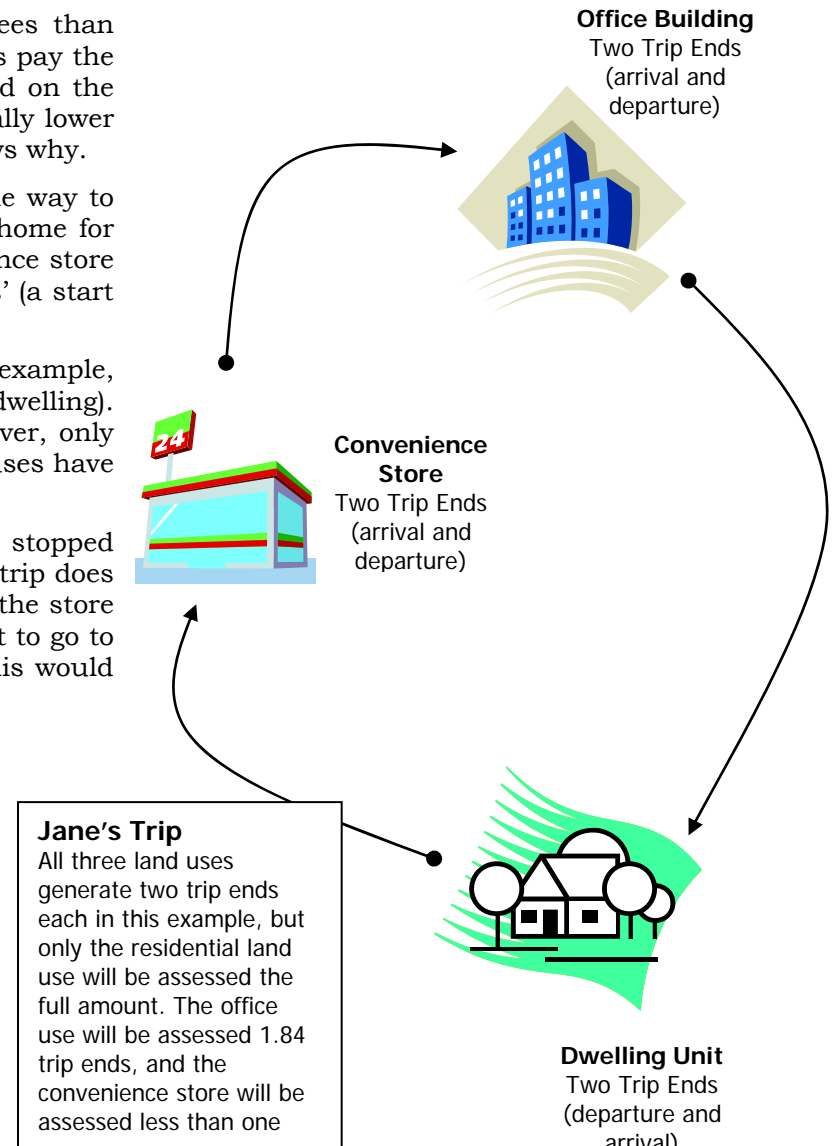 ees than
s pay the
d on the
ally lower
ys why.
e way to
home for
nce store
s’ (a start
example,
dwelling).
ver, only
ases have
stopped
trip does
the store
t to go to
his would
Office Building
Two Trip Ends
(arrival and
departure)
24
Convenience
Store
Two Trip Ends
(arrival and
departure)
Jane’s Trip
All three land uses
generate two trip ends
each in this example, but
only the residential land
use will be assessed the
full amount. The office
use will be assessed 1.84
trip ends, and the
convenience store will be
assessed less than one
Dwelling Unit
Two Trip Ends
(departure and
arrival)